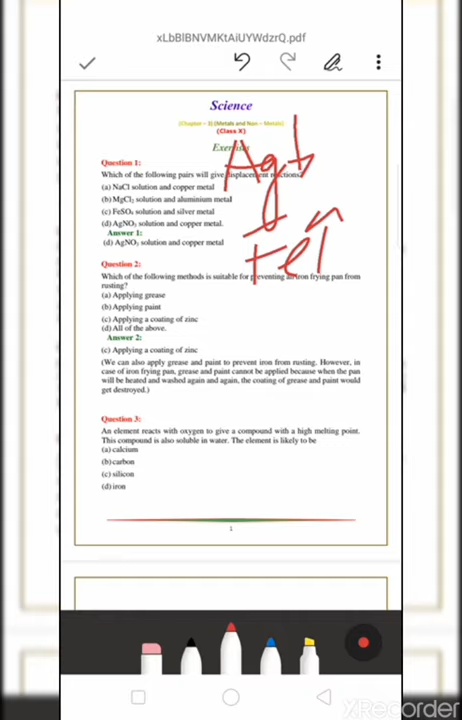 xLbBlBNVMKtAiUYWdzrQ.pdf
Science
(Chapter – 3) (Metals and Non – Metals)
(Class X)
Exercises
Question 1:
Which of the following pairs will give displacement reactions?
(a) NaCl solution and copper metal
(b) MgCl₂ solution and aluminium metal
(c) FeSO₄ solution and silver metal
(d) AgNO₃ solution and copper metal.
Answer 1:
(d) AgNO₃ solution and copper metal
Question 2:
Which of the following methods is suitable for preventing an iron frying pan from
rusting?
(a) Applying grease
(b) Applying paint
(c) Applying a coating of zinc
(d) All of the above.
Answer 2:
(c) Applying a coating of zinc
(We can also apply grease and paint to prevent iron from rusting. However, in
case of iron frying pan, grease and paint cannot be applied because when the pan
will be heated and washed again and again, the coating of grease and paint would
get destroyed.)
Question 3:
An element reacts with oxygen to give a compound with a high melting point.
This compound is also soluble in water. The element is likely to be
(a) calcium
(b) carbon
(c) silicon
(d) iron
1
XRecorder